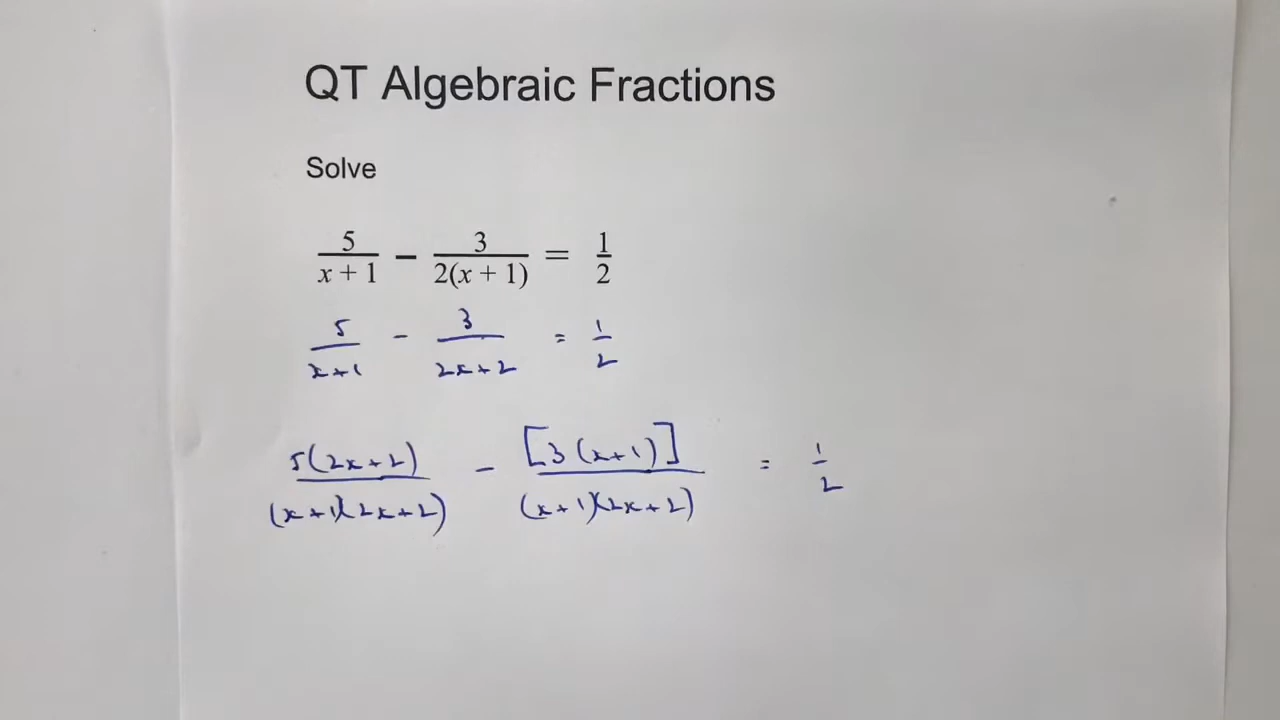 QT Algebraic Fractions
Solve
5/(x + 1) − 3/(2(x + 1)) = 1/2
5/(x+1) − 3/(2x+2) = 1/2
5(2x+2)/((x+1)(2x+2)) − [3(x+1)]/((x+1)(2x+2)) = 1/2